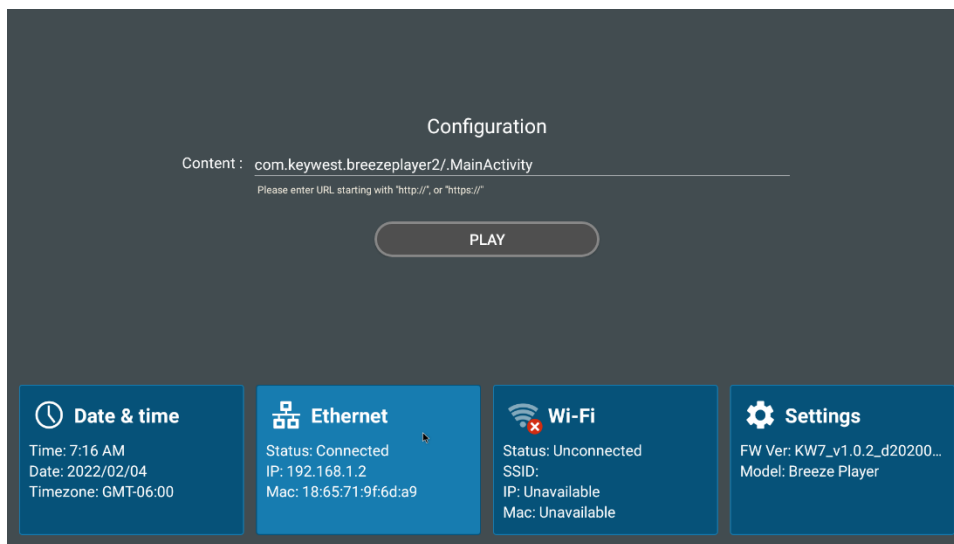 Configuration
Content : com.keywest.breezeplayer2/.MainActivity
Please enter URL starting with "http://", or "https://"
PLAY
Date & time
Time: 7:16 AM
Date: 2022/02/04
Timezone: GMT-06:00
Ethernet
Status: Connected
IP: 192.168.1.2
Mac: 18:65:71:9f:6d:a9
Wi-Fi
Status: Unconnected
SSID:
IP: Unavailable
Mac: Unavailable
Settings
FW Ver: KW7_v1.0.2_d20200...
Model: Breeze Player